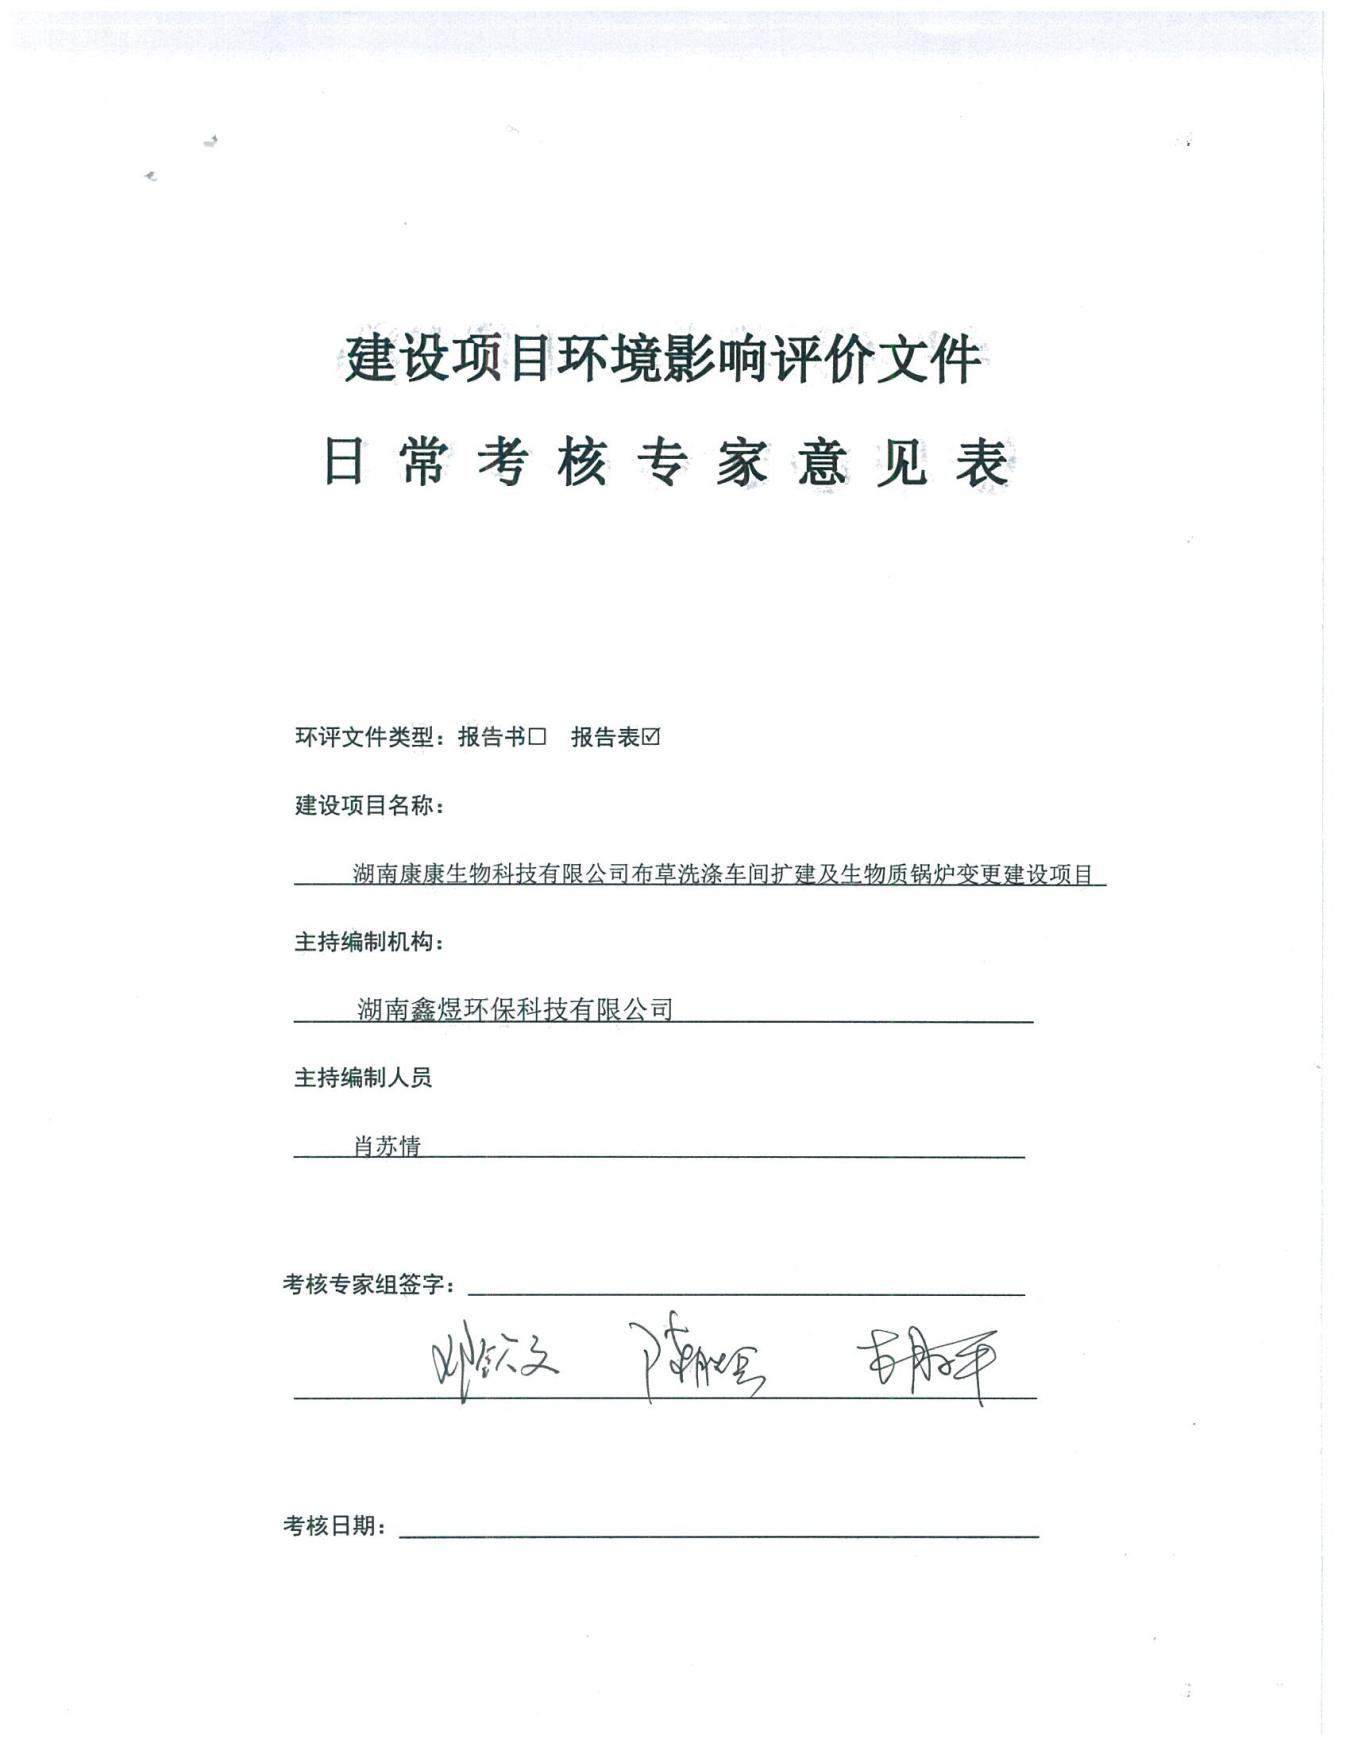 建设项目环境影响评价文件
日常考核专家意见表
环评文件类型：报告书☐ 报告表☑
建设项目名称：
湖南康康生物科技有限公司布草洗涤车间扩建及生物质锅炉变更建设项目
主持编制机构：
湖南鑫煜环保科技有限公司
主持编制人员
肖苏情
考核专家组签字：
考核日期：